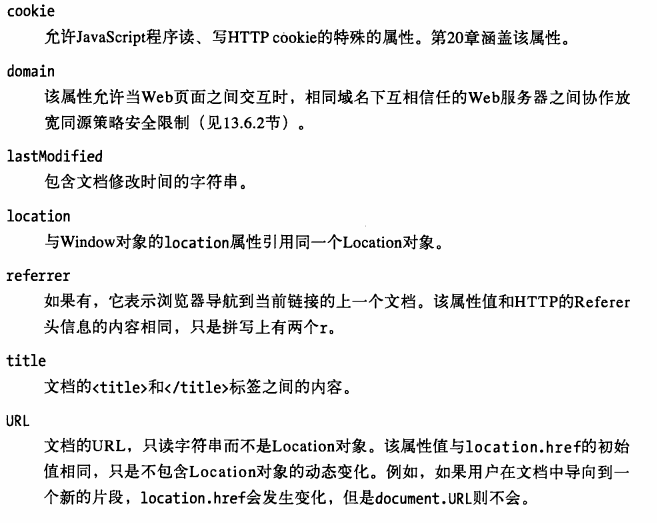 cookie
允许JavaScript程序读、写HTTP cookie的特殊的属性。第20章涵盖该属性。
domain
该属性允许当Web页面之间交互时，相同域名下互相信任的Web服务器之间协作放
宽同源策略安全限制（见13.6.2节）。
lastModified
包含文档修改时间的字符串。
location
与Window对象的location属性引用同一个Location对象。
referrer
如果有，它表示浏览器导航到当前链接的上一个文档。该属性值和HTTP的Referer
头信息的内容相同，只是拼写上有两个r。
title
文档的<title>和</title>标签之间的内容。
URL
文档的URL，只读字符串而不是Location对象。该属性值与location.href的初始
值相同，只是不包含Location对象的动态变化。例如，如果用户在文档中导向到一
个新的片段，location.href会发生变化，但是document.URL则不会。